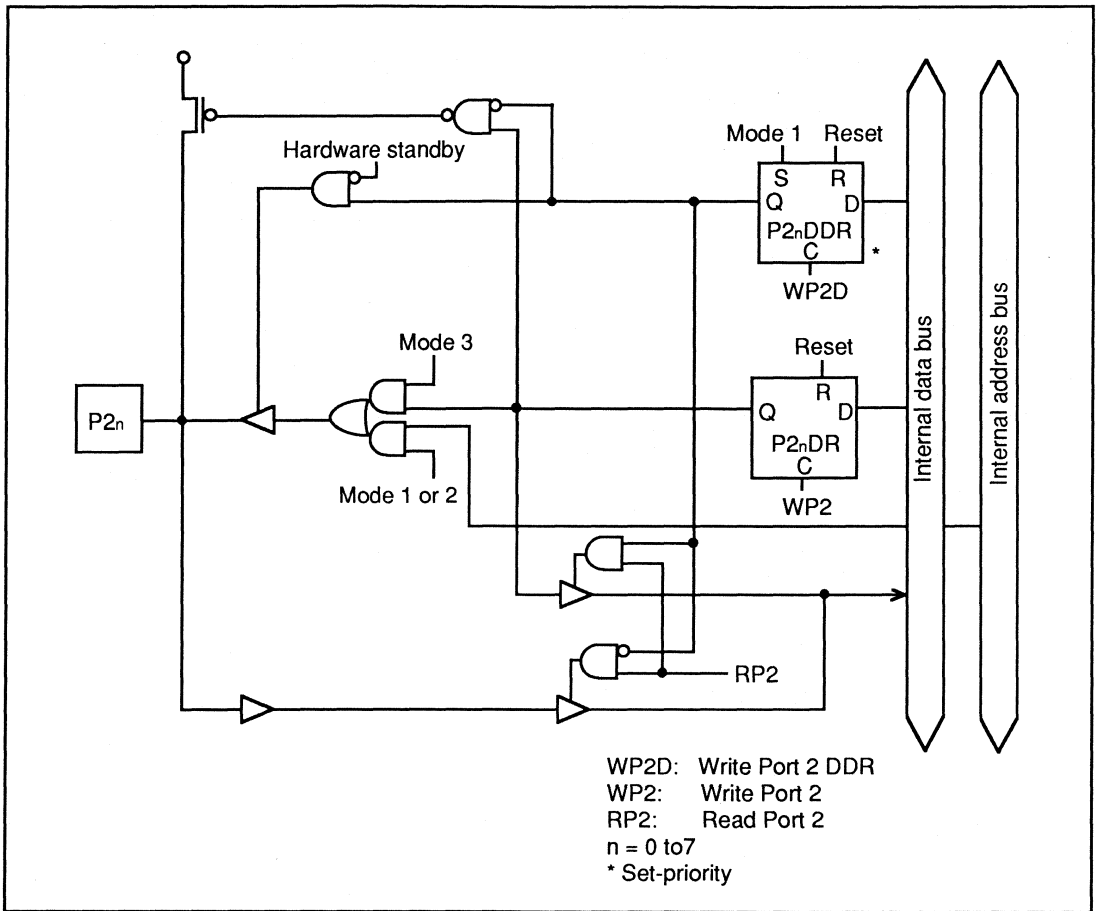 Hardware standby
Mode 1 Reset
S R
Q D
P2nDDR
C *
WP2D
Mode 3
Reset
R
Q D
P2nDR
C
WP2
P2n
Mode 1 or 2
Internal data bus
Internal address bus
RP2
WP2D: Write Port 2 DDR
WP2: Write Port 2
RP2: Read Port 2
n = 0 to7
* Set-priority